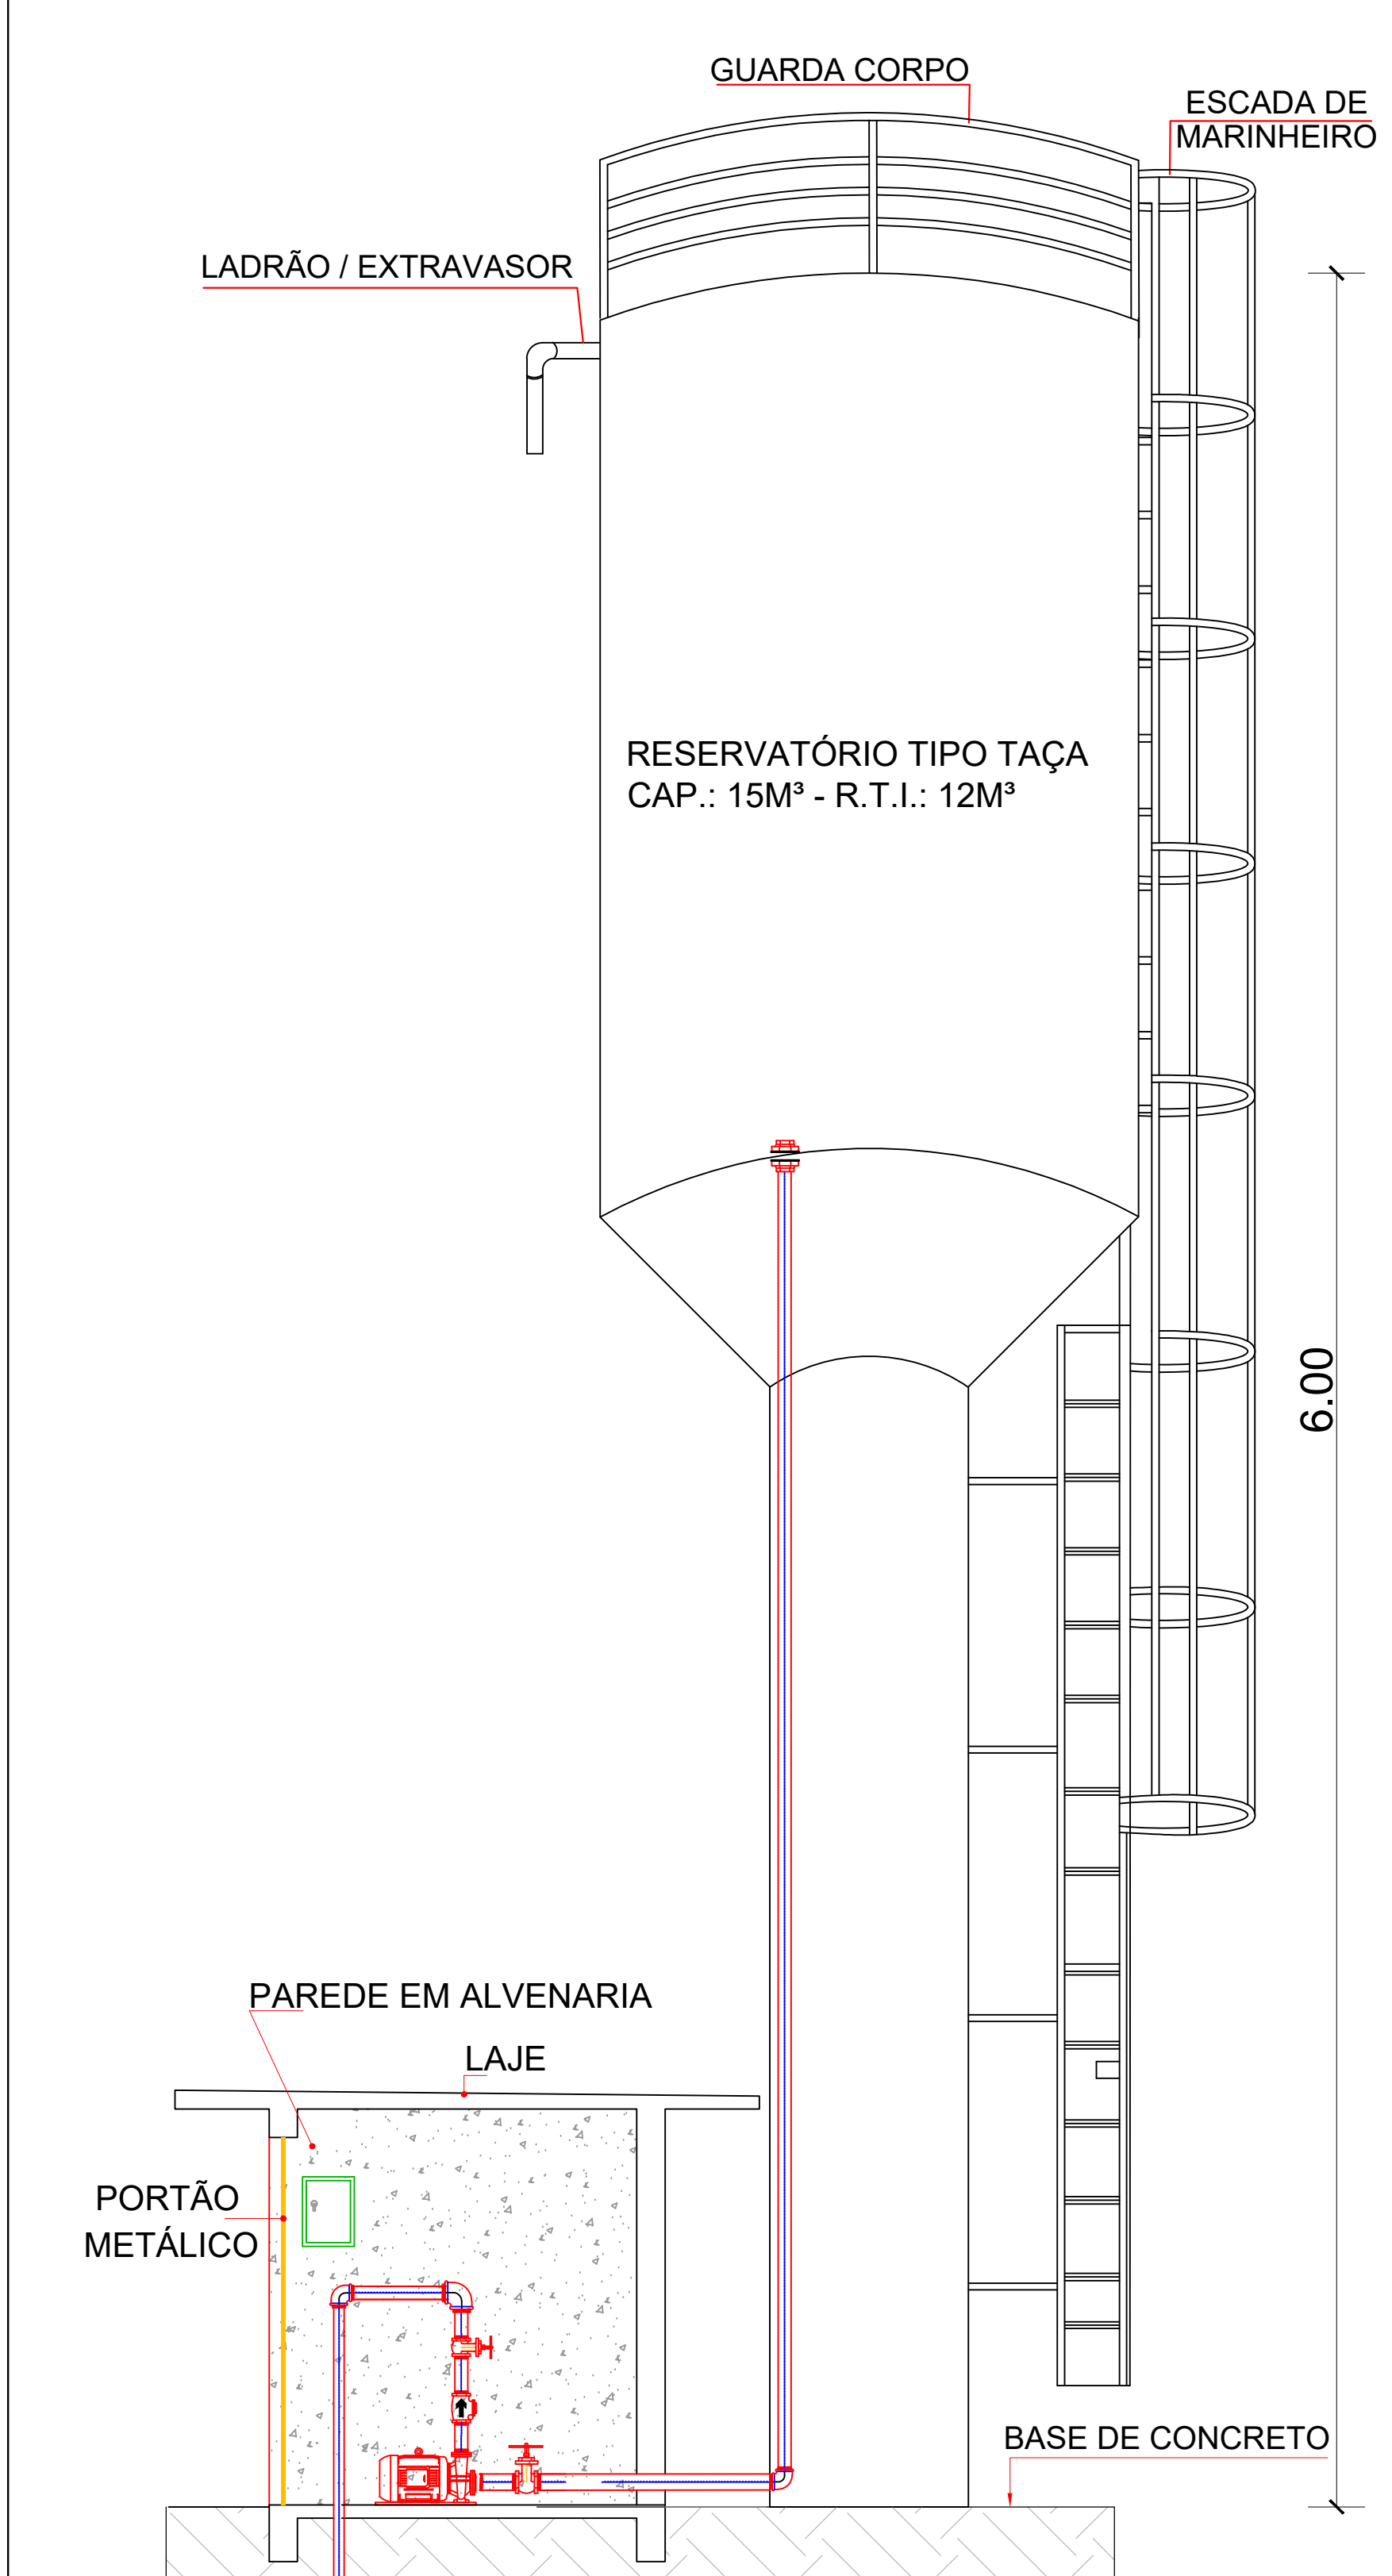 GUARDA CORPO
ESCADA DE
MARINHEIRO
LADRÃO / EXTRAVASOR
RESERVATÓRIO TIPO TAÇA
CAP.: 15M³ - R.T.I.: 12M³
6.00
PAREDE EM ALVENARIA
LAJE
PORTÃO
METÁLICO
BASE DE CONCRETO